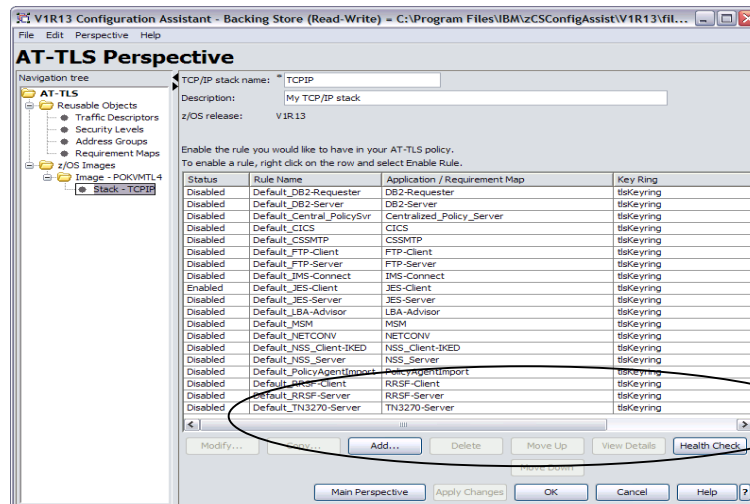 V1R13 Configuration Assistant - Backing Store (Read-Write) = C:\Program Files\IBM\zCSConfigAssist\V1R13\fil...
File Edit Perspective Help
AT-TLS Perspective
Navigation tree
AT-TLS
Reusable Objects
Traffic Descriptors
Security Levels
Address Groups
Requirement Maps
z/OS Images
Image - POKVMTL4
Stack - TCPIP
TCP/IP stack name: * TCPIP
Description: My TCP/IP stack
z/OS release: V1R13
Enable the rule you would like to have in your AT-TLS policy.
To enable a rule, right click on the row and select Enable Rule.
Status Rule Name Application / Requirement Map Key Ring
Disabled Default_DB2-Requester DB2-Requester tlsKeyring
Disabled Default_DB2-Server DB2-Server tlsKeyring
Disabled Default_Central_PolicySvr Centralized_Policy_Server tlsKeyring
Disabled Default_CICS CICS tlsKeyring
Disabled Default_CSSMTP CSSMTP tlsKeyring
Disabled Default_FTP-Client FTP-Client tlsKeyring
Disabled Default_FTP-Server FTP-Server tlsKeyring
Disabled Default_IMS-Connect IMS-Connect tlsKeyring
Enabled Default_JES-Client JES-Client tlsKeyring
Disabled Default_JES-Server JES-Server tlsKeyring
Disabled Default_LBA-Advisor LBA-Advisor tlsKeyring
Disabled Default_MSM MSM tlsKeyring
Disabled Default_NETCONV NETCONV tlsKeyring
Disabled Default_NSS_Client-IKED NSS_Client-IKED tlsKeyring
Disabled Default_NSS_Server NSS_Server tlsKeyring
Disabled Default_PolicyAgentImport PolicyAgentImport tlsKeyring
Disabled Default_RRSF-Client RRSF-Client tlsKeyring
Disabled Default_RRSF-Server RRSF-Server tlsKeyring
Disabled Default_TN3270-Server TN3270-Server tlsKeyring
Modify... Copy... Add... Delete Move Up View Details Health Check
Move Down
Main Perspective Apply Changes OK Cancel Help ?